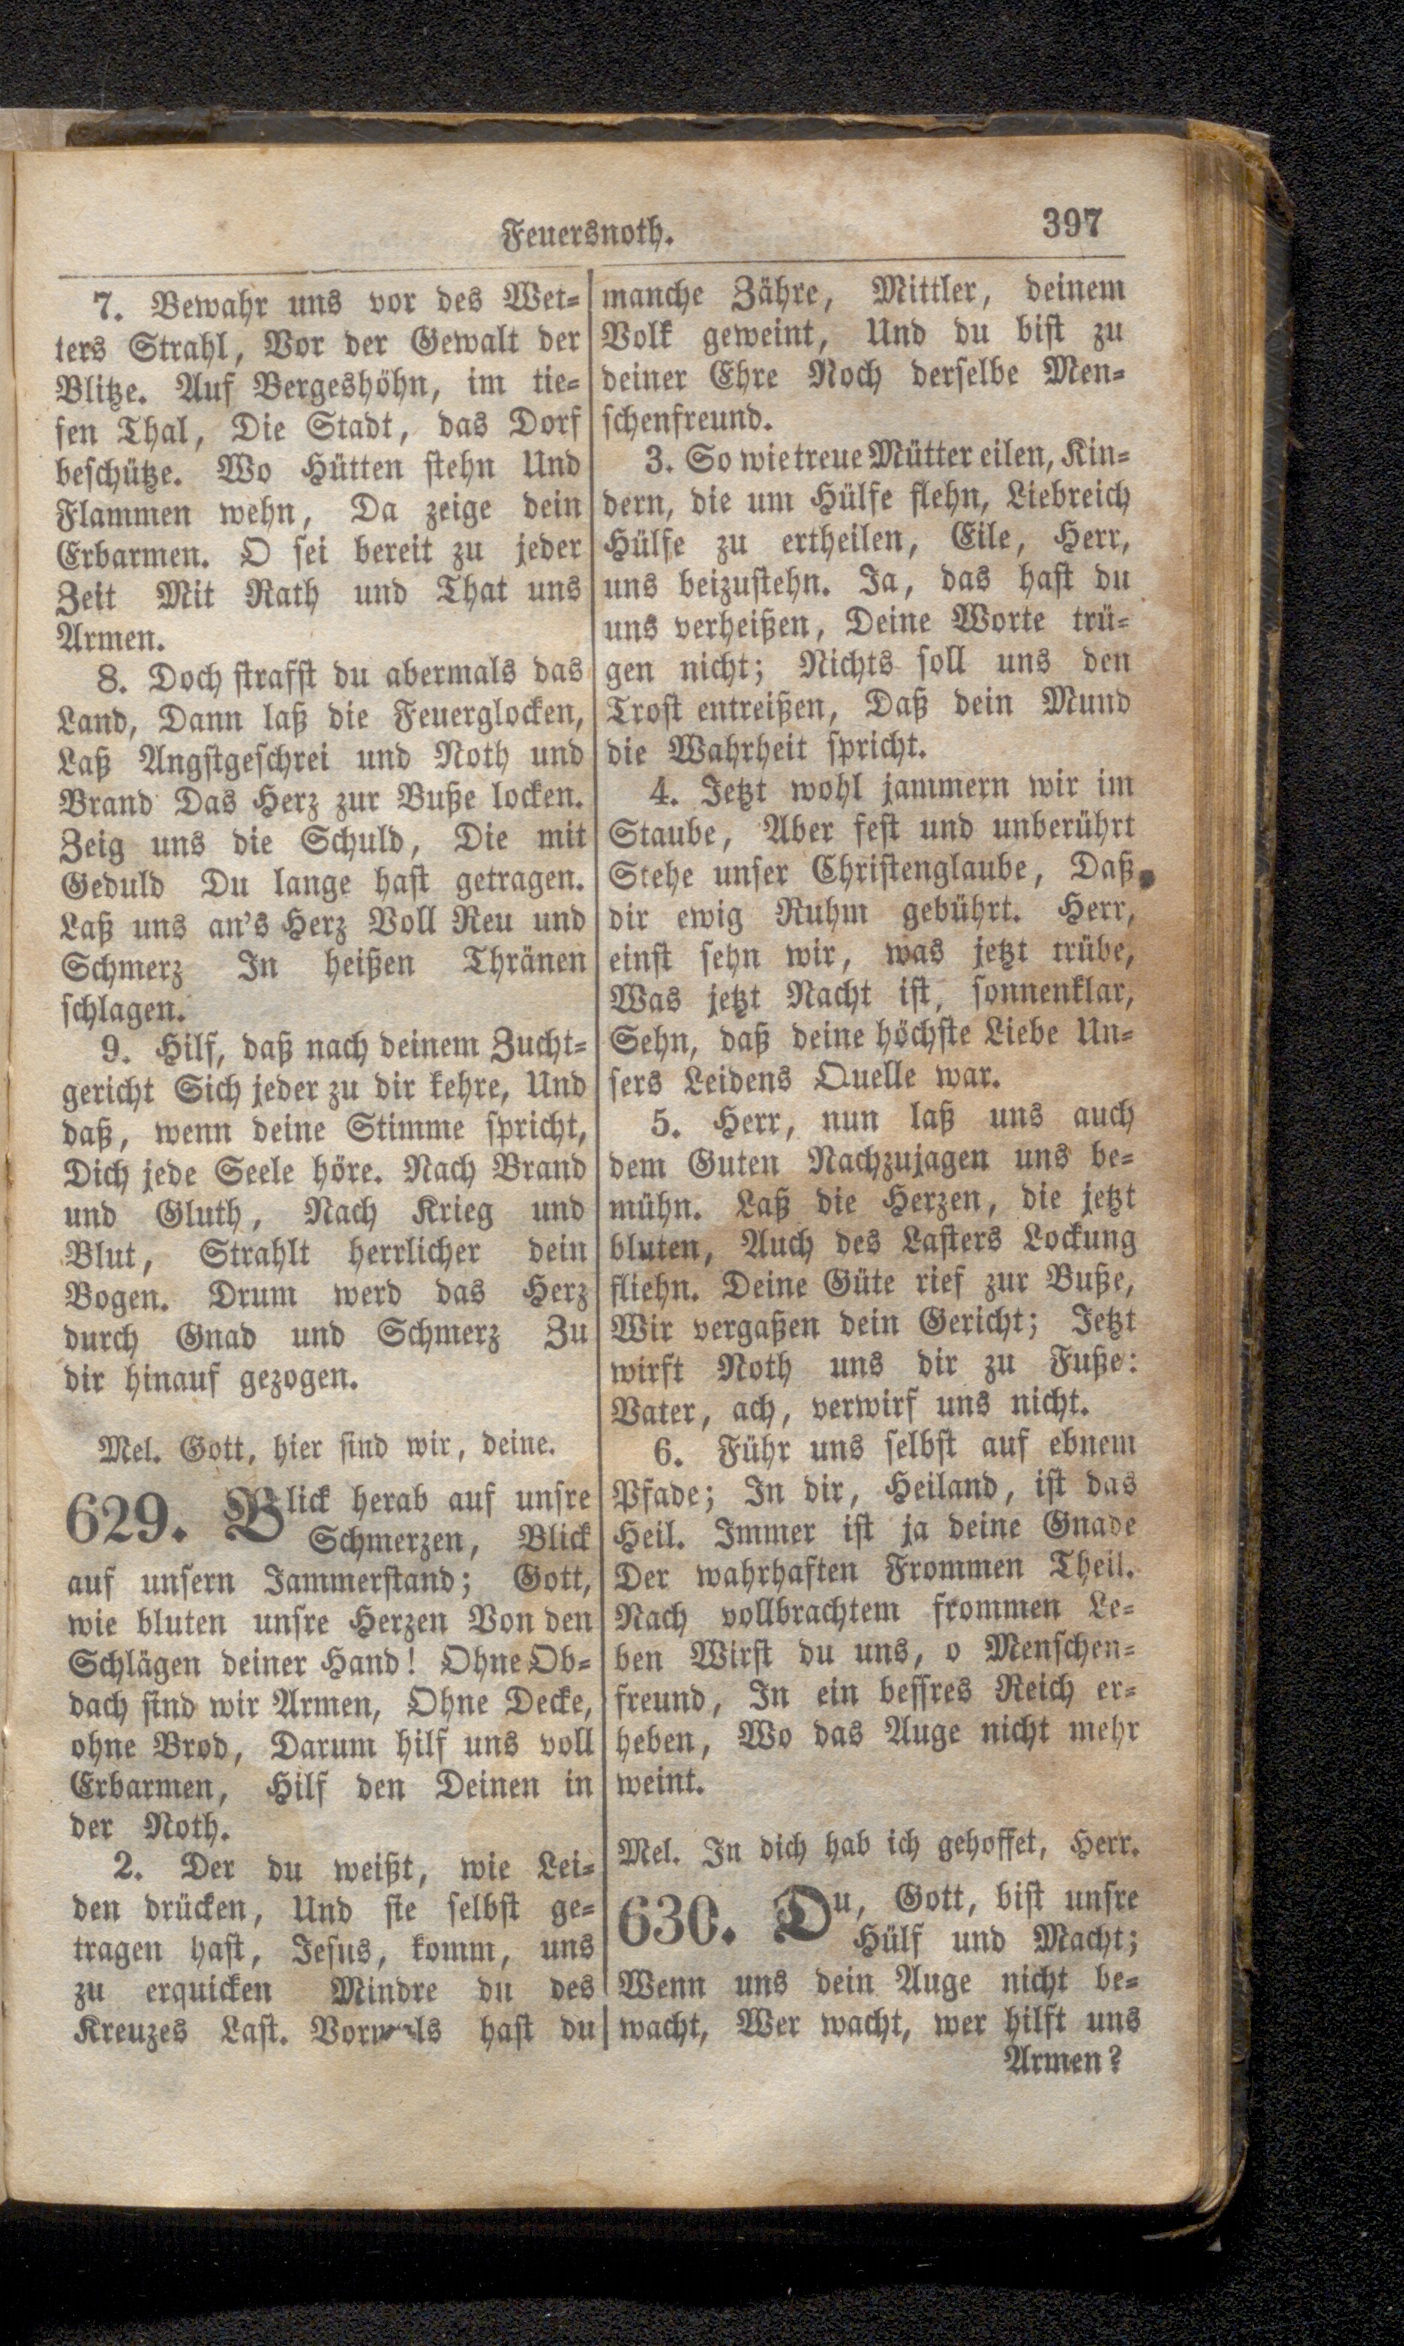 Feuersnoth.
397
7. Bewahr uns vor des Wet-
ters Strahl, Vor der Gewalt der
Blitze. Auf Bergeshöhn, im tie-
fen Thal, Die Stadt, das Dorf
beschütze. Wo Hütten stehn Und
Flammen wehn, Da zeige dein
Erbarmen. O sei bereit zu jeder
Zeit Mit Rath und That uns
Armen.
8. Doch strafst du abermals das
Land, Dann laß die Feuerglocken,
Laß Angstgeschrei und Noth und
Brand Das Herz zur Buße locken.
Zeig uns die Schuld, Die mit
Geduld Du lange hast getragen.
Laß uns an's Herz Voll Reu und
Schmerz In heißen Thränen
schlagen.
9. Hilf, daß nach deinem Zucht-
gericht Sich jeder zu dir kehre, Und
daß, wenn deine Stimme spricht,
Dich jede Seele höre. Nach Brand
und Gluth, Nach Krieg und
Blut, Strahlt herrlicher dein
Bogen. Drum werd das Herz
durch Gnad und Schmerz Zu
dir hinauf gezogen.
Mel. Gott, hier sind wir, deine.
629. Blick herab auf unsre
Schmerzen, Blick
auf unsern Jammerstand; Gott,
wie bluten unsre Herzen Von den
Schlägen deiner Hand! Ohne Ob-
dach sind wir Armen, Ohne Decke,
ohne Brod, Darum hilf uns voll
Erbarmen, Hilf den Deinen in
der Noth.
2. Der du weißt, wie Lei-
den drücken, Und sie selbst ge-
tragen hast, Jesus, komm, uns
zu erquicken Mindre du des
Kreuzes Last. Vormals hast du
manche Zähre, Mittler, deinem
Volk geweint, Und du bist zu
deiner Ehre Noch derselbe Men-
schenfreund.
3. So wie treue Mütter eilen, Kin-
dern, die um Hülfe flehn, Liebreich
Hülfe zu ertheilen, Eile, Herr,
uns beizustehn. Ja, das hast du
uns verheißen, Deine Worte trü-
gen nicht; Nichts soll uns den
Trost entreißen, Daß dein Mund
die Wahrheit spricht.
4. Jetzt wohl jammern wir im
Staube, Aber fest und unberührt
Stehe unser Christenglaube, Daß
dir ewig Ruhm gebührt. Herr,
einst sehn wir, was jetzt trübe,
Was jetzt Nacht ist, sonnenklar,
Sehn, daß deine höchste Liebe Un-
sers Leidens Quelle war.
5. Herr, nun laß uns auch
dem Guten Nachzujagen uns be-
mühn. Laß die Herzen, die jetzt
bluten, Auch des Lasters Lockung
fliehn. Deine Güte rief zur Buße,
Wir vergaßen dein Gericht; Jetzt
wirft Noth uns dir zu Fuße:
Vater, ach, verwirf uns nicht.
6. Führ uns selbst auf ebnem
Pfade; In dir, Heiland, ist das
Heil. Immer ist ja deine Gnade
Der wahrhaften Frommen Theil.
Nach vollbrachtem frommen Le-
ben Wirst du uns, o Menschen-
freund, In ein bessres Reich er-
heben, Wo das Auge nicht mehr
weint.
Mel. In dich hab ich gehoffet, Herr.
630. Du, Gott, bist unsre
Hülf und Macht;
Wenn uns dein Auge nicht be-
wacht, Wer wacht, wer hilft uns
Armen?